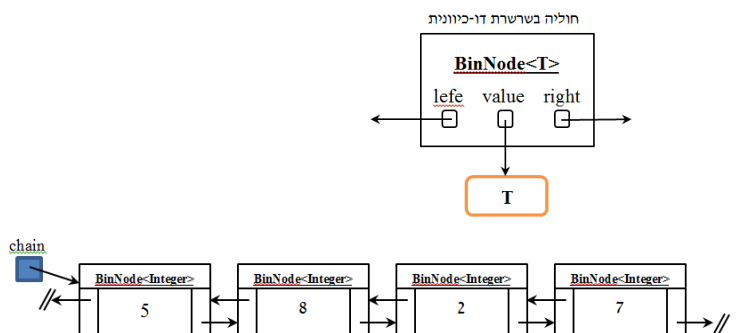 חוליה בשרשרת דו-כיוונית
BinNode<T>
lefe value right
T
chain
BinNode<Integer> BinNode<Integer> BinNode<Integer> BinNode<Integer>
5 8 2 7